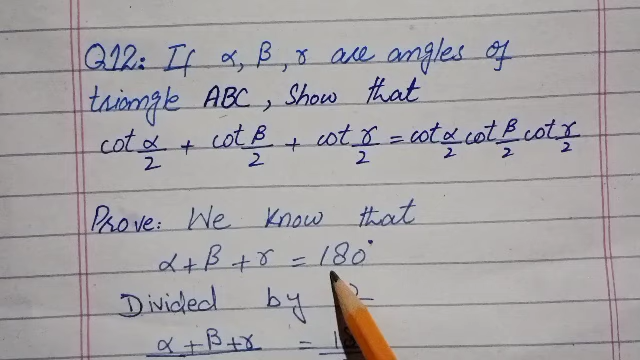 Q12: If α, β, γ are angles of
triangle ABC, Show that
cot α/2 + cot β/2 + cot γ/2 = cot α/2 cot β/2 cot γ/2
Prove: We know that
α + β + γ = 180°
Divided by 2
α + β + γ =